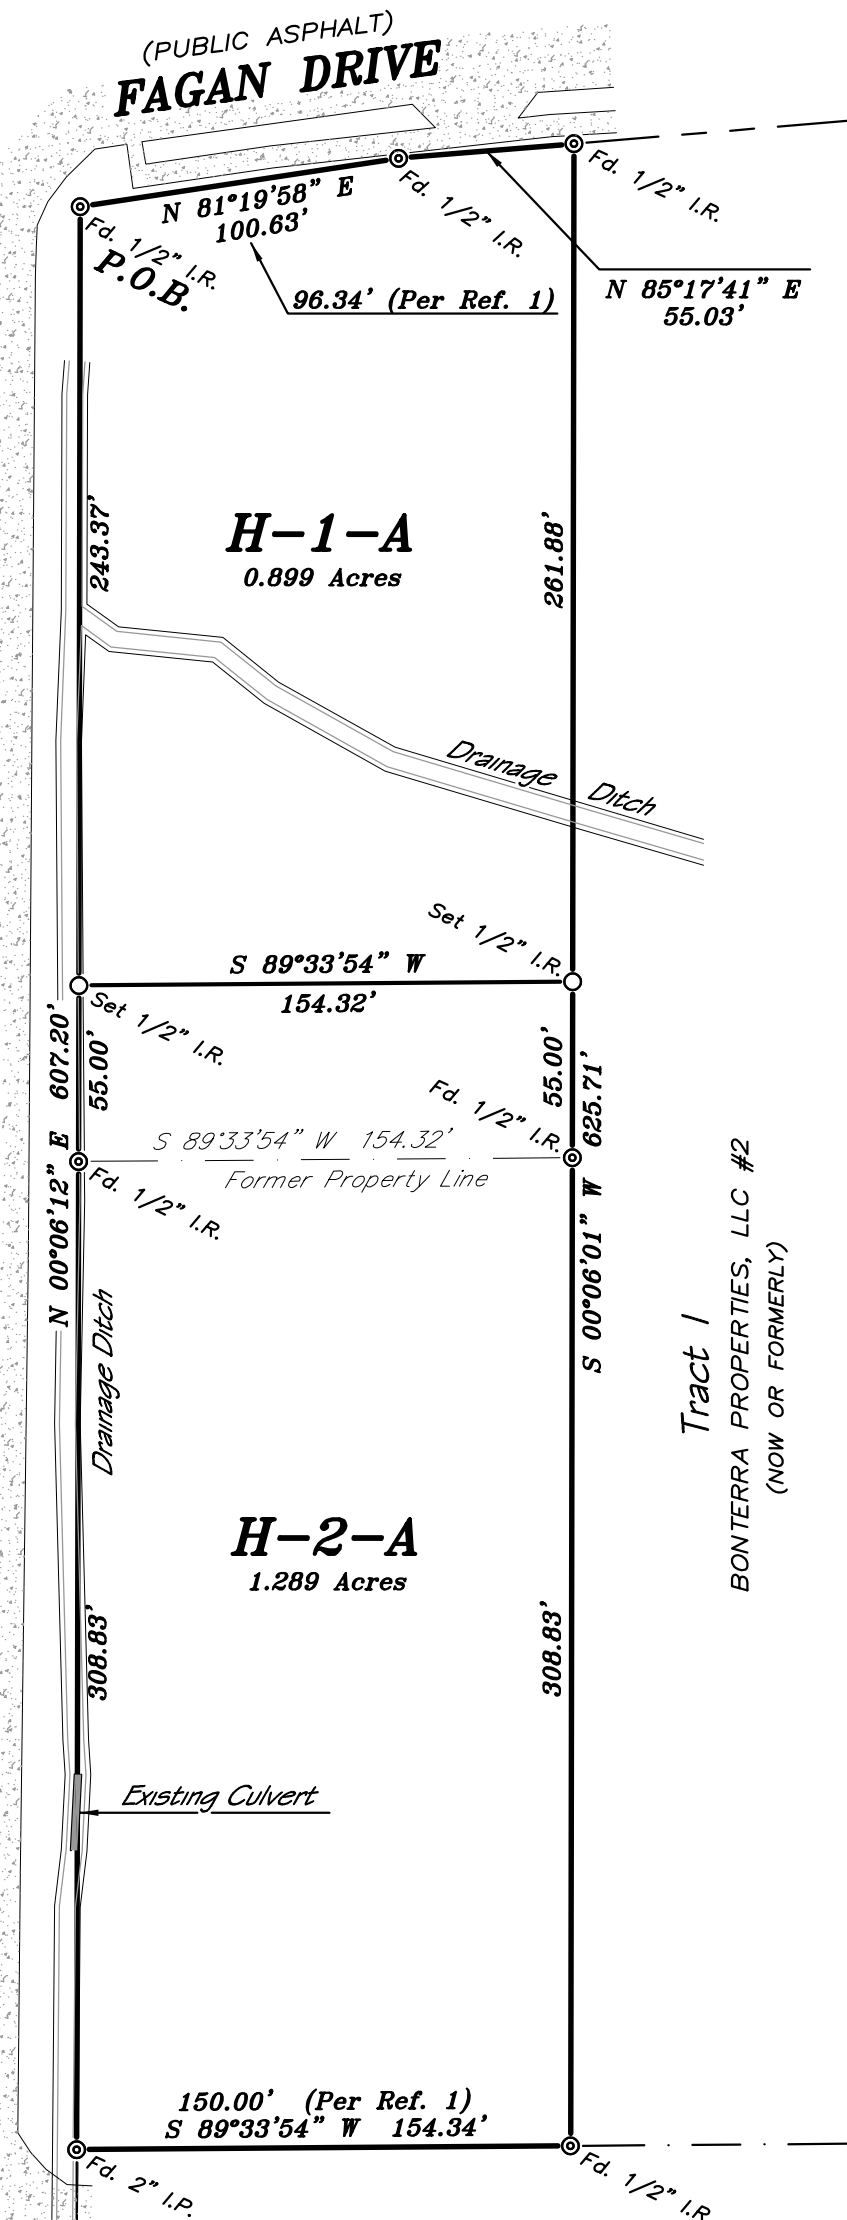 (PUBLIC ASPHALT)
FAGAN DRIVE
Fd. 1/2" I.R.
N 81°19'58" E
100.63'
Fd. 1/2" I.R.
Fd. 1/2" I.R.
P.O.B.
96.34' (Per Ref. 1)
N 85°17'41" E
55.03'
243.37'
H-1-A
0.899 Acres
261.88'
Drainage Ditch
Set 1/2" I.R.
S 89°33'54" W
154.32'
Set 1/2" I.R.
N 00°06'12" E 607.20'
55.00'
55.00'
S 00°06'01" W 625.71'
Fd. 1/2" I.R.
S 89°33'54" W 154.32'
Former Property Line
Fd. 1/2" I.R.
Drainage Ditch
Tract 1
BONTERRA PROPERTIES, LLC #2
(NOW OR FORMERLY)
H-2-A
1.289 Acres
308.83'
308.83'
Existing Culvert
150.00' (Per Ref. 1)
S 89°33'54" W 154.34'
Fd. 2" I.P.
Fd. 1/2" I.R